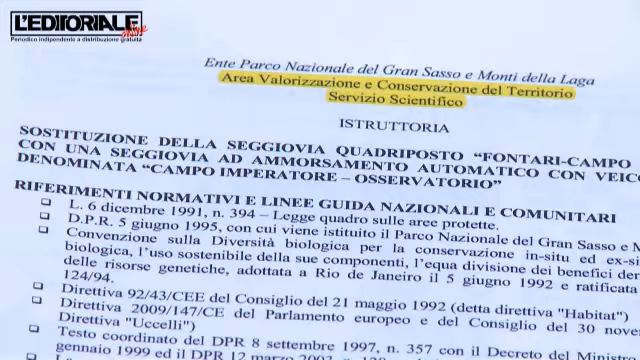 L'EDITORIALE
online
Periodico indipendente a distribuzione gratuita
Ente Parco Nazionale del Gran Sasso e Monti della Laga
Area Valorizzazione e Conservazione del Territorio
Servizio Scientifico
ISTRUTTORIA
SOSTITUZIONE DELLA SEGGIOVIA QUADRIPOSTO "FONTARI-CAMPO
CON UNA SEGGIOVIA AD AMMORSAMENTO AUTOMATICO CON VEIC
DENOMINATA "CAMPO IMPERATORE – OSSERVATORIO"
RIFERIMENTI NORMATIVI E LINEE GUIDA NAZIONALI E COMUNITARI
❑ L. 6 dicembre 1991, n. 394 – Legge quadro sulle aree protette.
❑ D.P.R. 5 giugno 1995, con cui viene istituito il Parco Nazionale del Gran Sasso e M
❑ Convenzione sulla Diversità biologica per la conservazione in-situ ed ex-si
biologica, l'uso sostenibile della sue componenti, l'equa divisione dei benefici deri
delle risorse genetiche, adottata a Rio de Janeiro il 5 giugno 1992 e ratificata
124/94.
❑ Direttiva 92/43/CEE del Consiglio del 21 maggio 1992 (detta direttiva "Habitat")
❑ Direttiva 2009/147/CE del Parlamento europeo e del Consiglio del 30 nove
Direttiva "Uccelli")
❑ Testo coordinato del DPR 8 settembre 1997, n. 357 con il Decreto del Ministro
gennaio 1999 ed il DPR 12 marzo